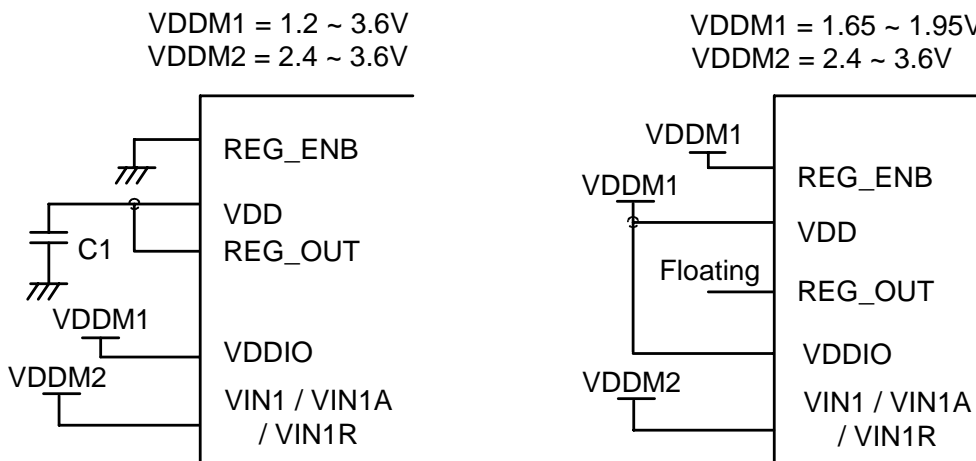 VDDM1 = 1.2 ~ 3.6V
VDDM2 = 2.4 ~ 3.6V
REG_ENB
VDD
C1
REG_OUT
VDDM1
VDDIO
VDDM2
VIN1 / VIN1A
/ VIN1R
VDDM1 = 1.65 ~ 1.95V
VDDM2 = 2.4 ~ 3.6V
VDDM1
REG_ENB
VDDM1
VDD
Floating
REG_OUT
VDDIO
VDDM2
VIN1 / VIN1A
/ VIN1R